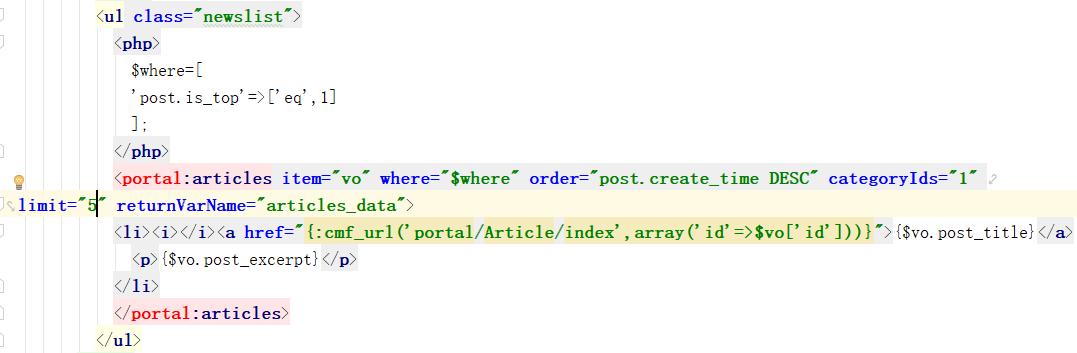 <ul class="newslist">
<php>
$where=[
'post.is_top'=>['eq',1]
];
</php>
<portal:articles item="vo" where="$where" order="post.create_time DESC" categoryIds="1"
limit="5" returnVarName="articles_data">
<li><i></i><a href="{:cmf_url('portal/Article/index',array('id'=>$vo['id']))}">{$vo.post_title}</a>
<p>{$vo.post_excerpt}</p>
</li>
</portal:articles>
</ul>